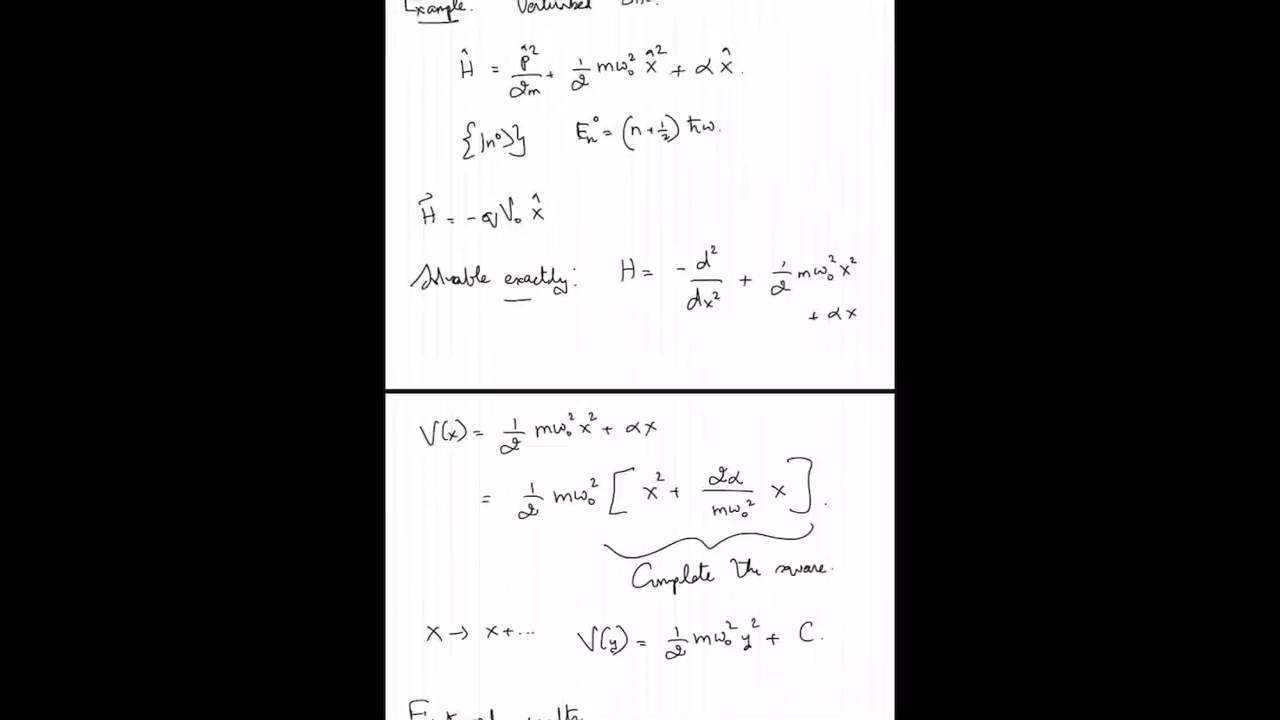 Example. Perturbed
Ĥ = p̂²/2m + 1/2 mω₀² x̂² + α x̂.
{|n⁰⟩} Eₙ⁰ = (n + 1/2) ħω.
H̃ = -qV₀ x̂
Solvable exactly: H = -d²/dx² + 1/2 mω₀² x²
+ αx
V(x) = 1/2 mω₀² x² + αx
= 1/2 mω₀² [x² + 2α/mω₀² x].
Complete the square.
x → x + ... V(y) = 1/2 mω₀² y² + C.